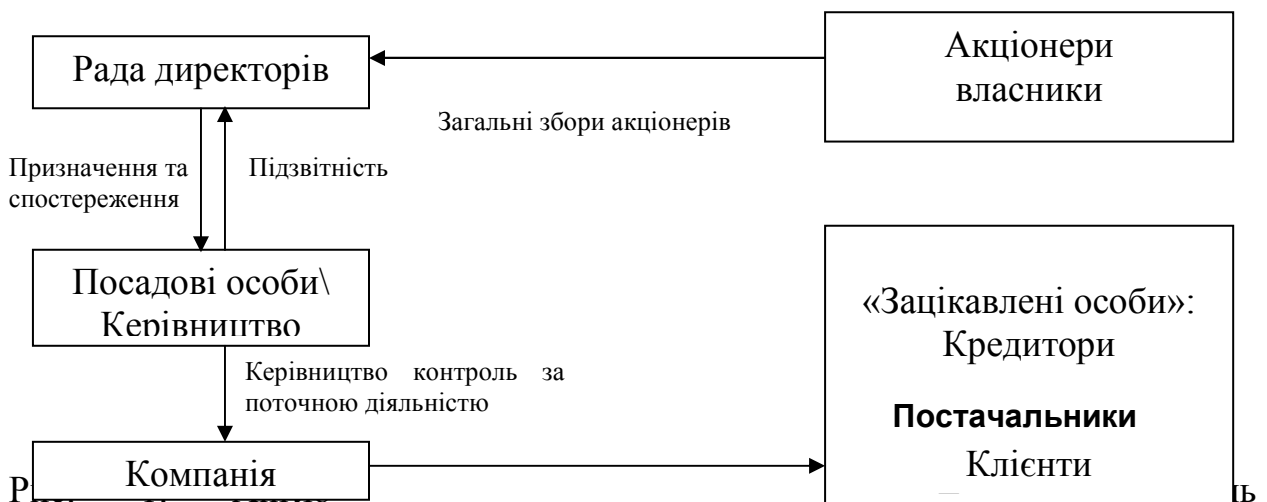 Рада директорів
Акціонери
власники
Загальні збори акціонерів
Призначення та
спостереження
Підзвітність
Посадові особи\
Керівництво
«Зацікавлені особи»:
Кредитори
Керівництво контроль за
поточною діяльністю
Постачальники
Клієнти
Компанія